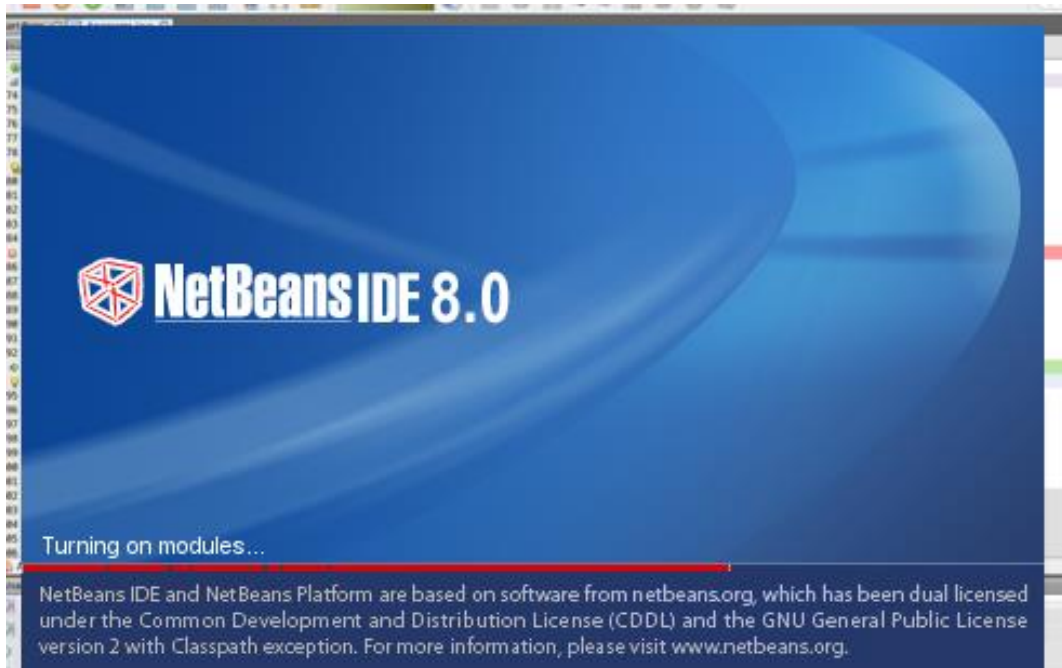 NetBeans IDE 8.0
Turning on modules...
NetBeans IDE and NetBeans Platform are based on software from netbeans.org, which has been dual licensed
under the Common Development and Distribution License (CDDL) and the GNU General Public License
version 2 with Classpath exception. For more information, please visit www.netbeans.org.